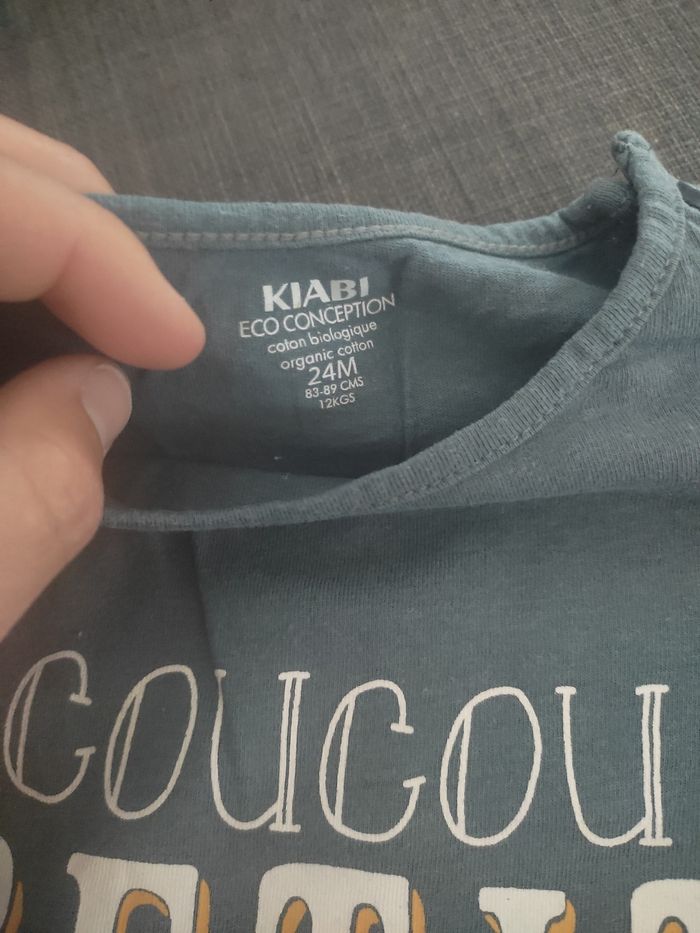 KIABI
ECO CONCEPTION
coton biologique
organic cotton
24M
83-89 CMS
12KGS
COUCOU